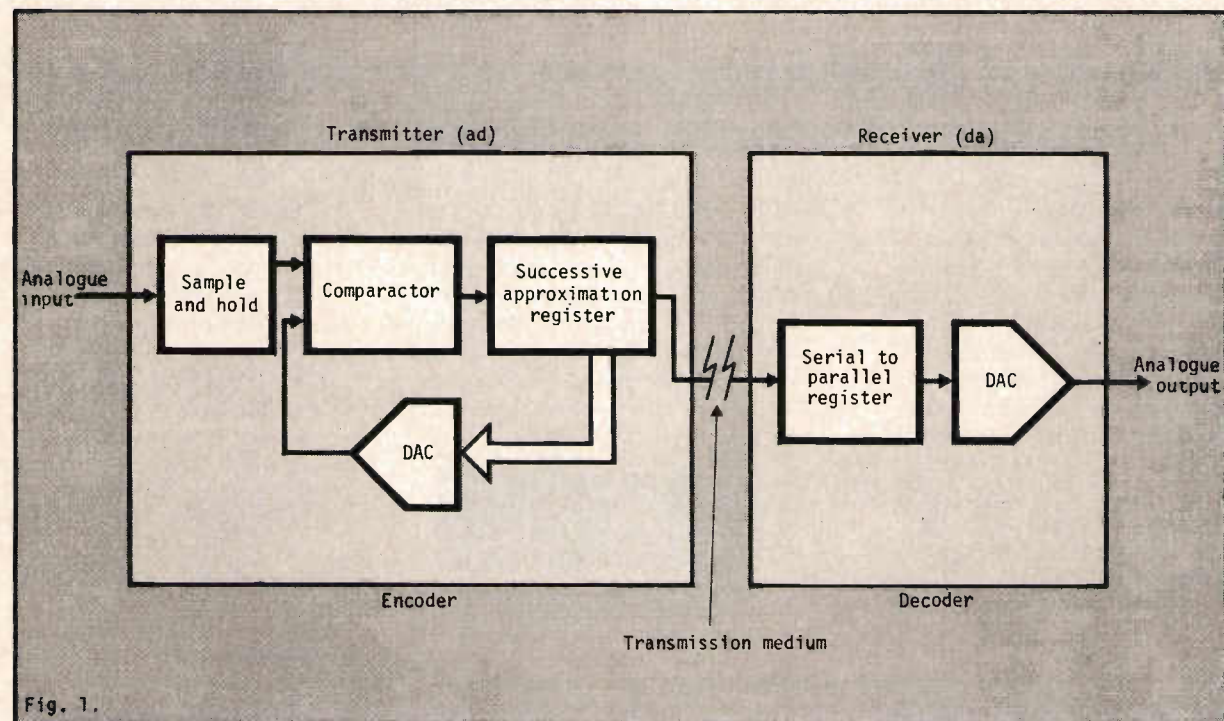 Transmitter (ad)
Receiver (da)
Analogue
input
Sample
and hold
Comparactor
Successive
approximation
register
Serial to
parallel
register
DAC
Analogue
output
DAC
Encoder
Decoder
Transmission medium
Fig. 1.